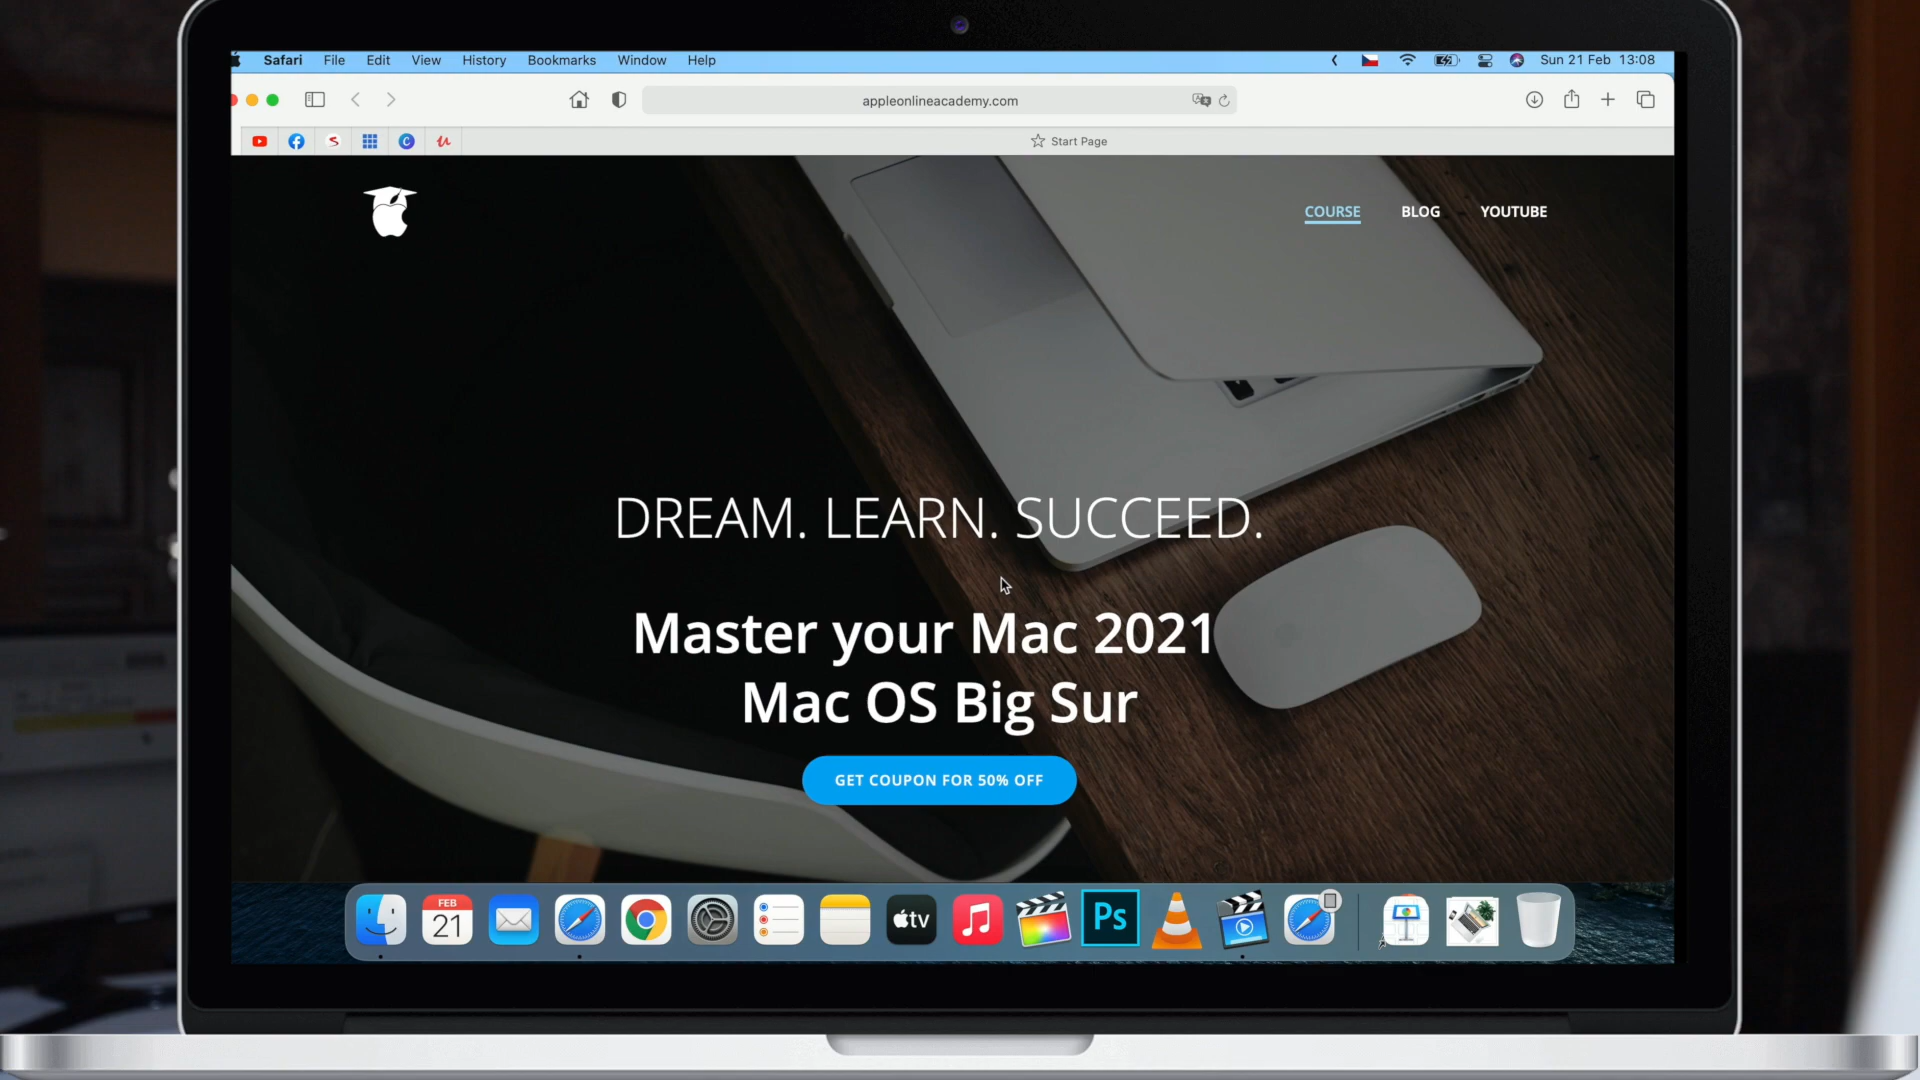 Safari File Edit View History Bookmarks Window Help Sun 21 Feb 13:08
appleonlineacademy.com
Start Page
COURSE BLOG YOUTUBE
DREAM. LEARN. SUCCEED.
Master your Mac 2021
Mac OS Big Sur
GET COUPON FOR 50% OFF
FEB
21
tv
Ps